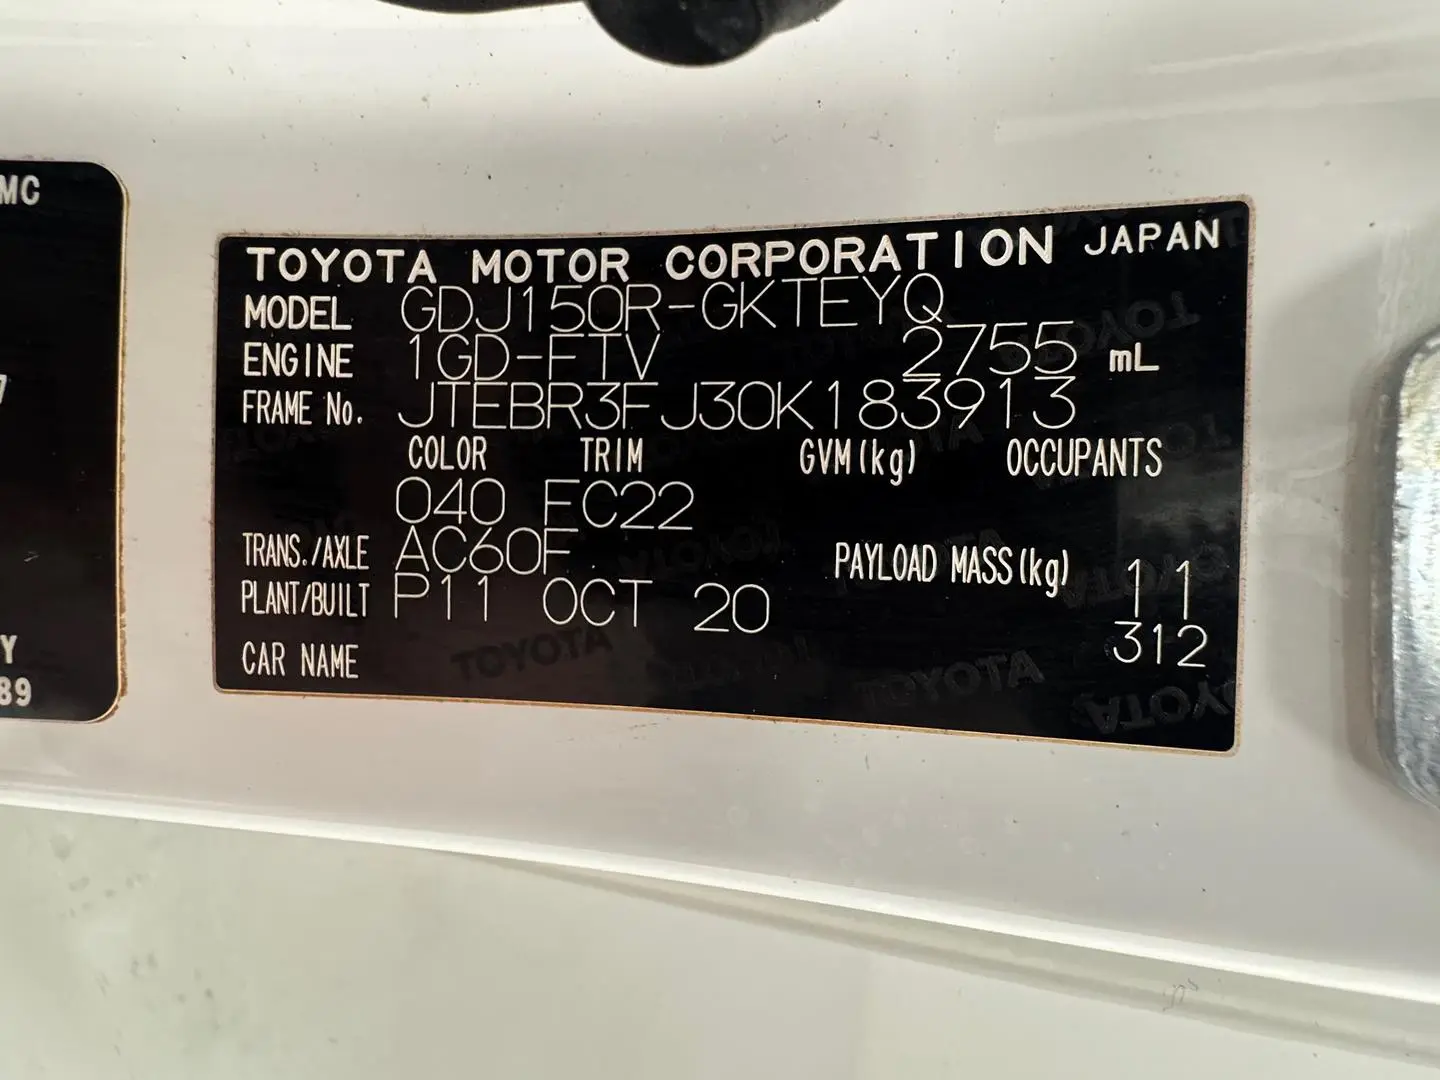 MC
7
Y
89
TOYOTA MOTOR CORPORATION JAPAN
MODEL GDJ150R-GKTEYQ
ENGINE 1GD-FTV 2755 mL
FRAME No. JTEBR3FJ30K183913
COLOR TRIM GVM(kg) OCCUPANTS
040 FC22
TRANS./AXLE AC60F PAYLOAD MASS(kg) 11
PLANT/BUILT P11 OCT 20 312
CAR NAME